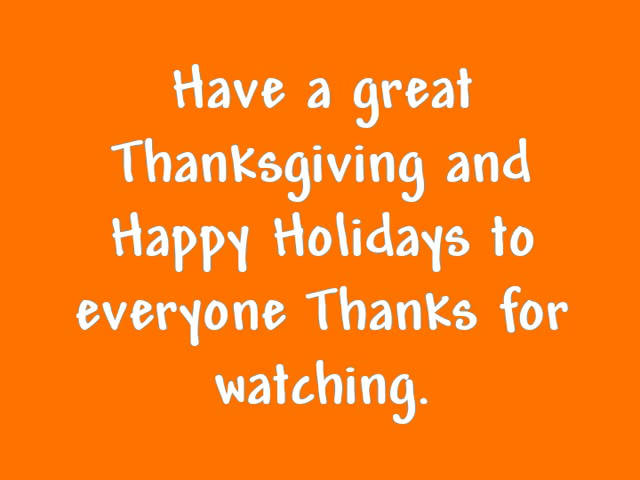 Have a great
Thanksgiving and
Happy Holidays to
everyone Thanks for
watching.